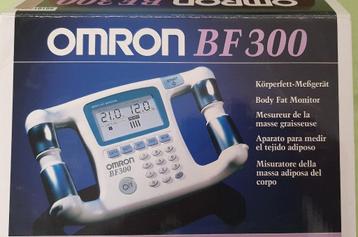 OMRON BF 300
Körperfett-Meßgerät
Body Fat Monitor
Mesureur de la
masse graisseuse
Aparato para medir
el tejido adiposo
Misuratore della
massa adiposa del
corpo
21.0 12.0
OMRON
BF300